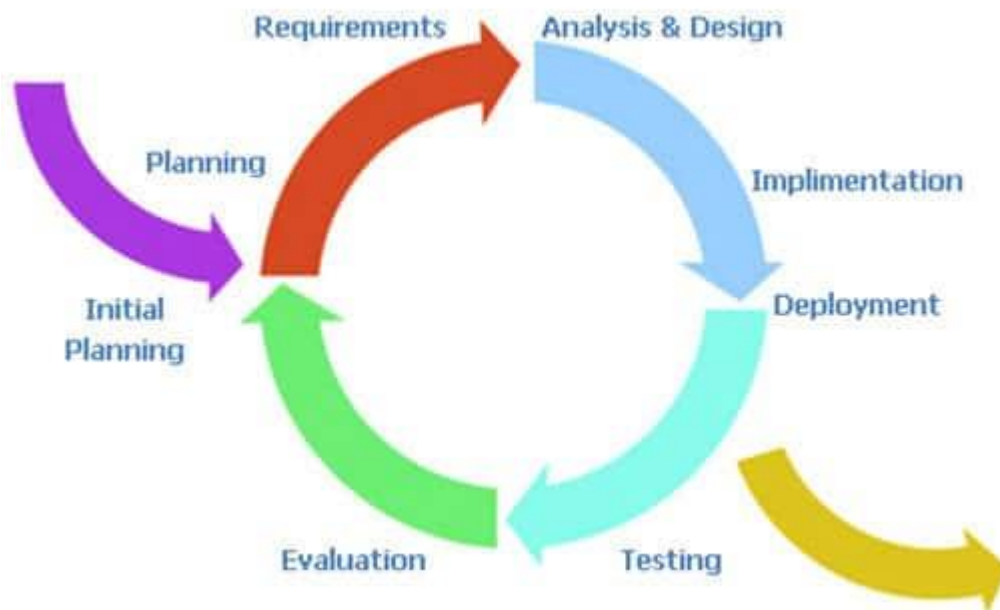 Requirements
Analysis & Design
Planning
Implimentation
Initial
Planning
Deployment
Evaluation
Testing